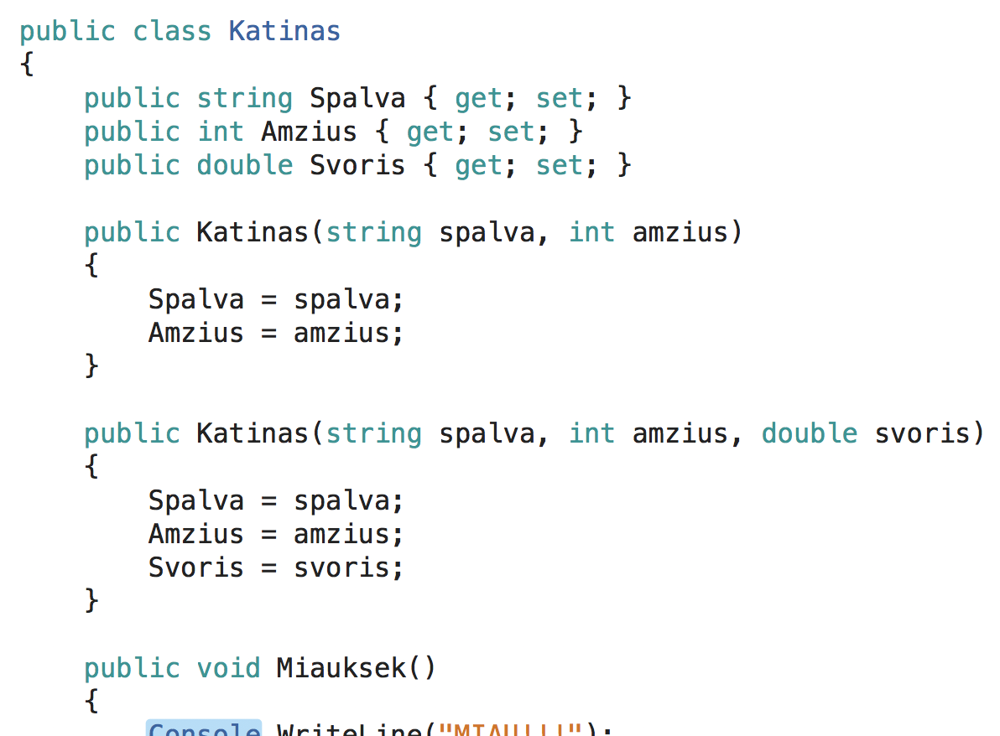 public class Katinas
{
    public string Spalva { get; set; }
    public int Amzius { get; set; }
    public double Svoris { get; set; }

    public Katinas(string spalva, int amzius)
    {
        Spalva = spalva;
        Amzius = amzius;
    }

    public Katinas(string spalva, int amzius, double svoris)
    {
        Spalva = spalva;
        Amzius = amzius;
        Svoris = svoris;
    }

    public void Miauksek()
    {
        Console.WriteLine("MIAU!!!");